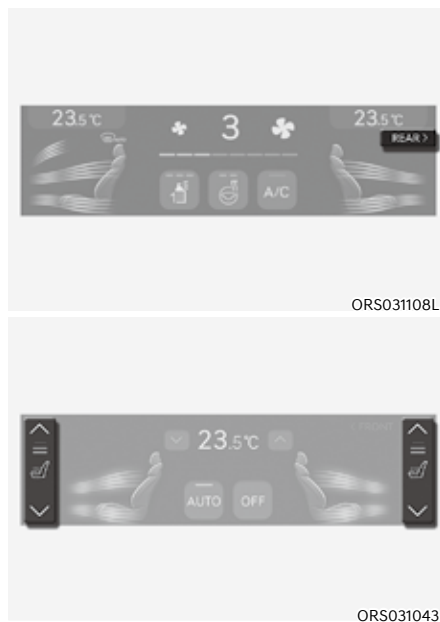 23.5℃
23.5℃
REAR >
3
A/C
ORS031108L
23.5℃
< FRONT
AUTO
OFF
ORS031043